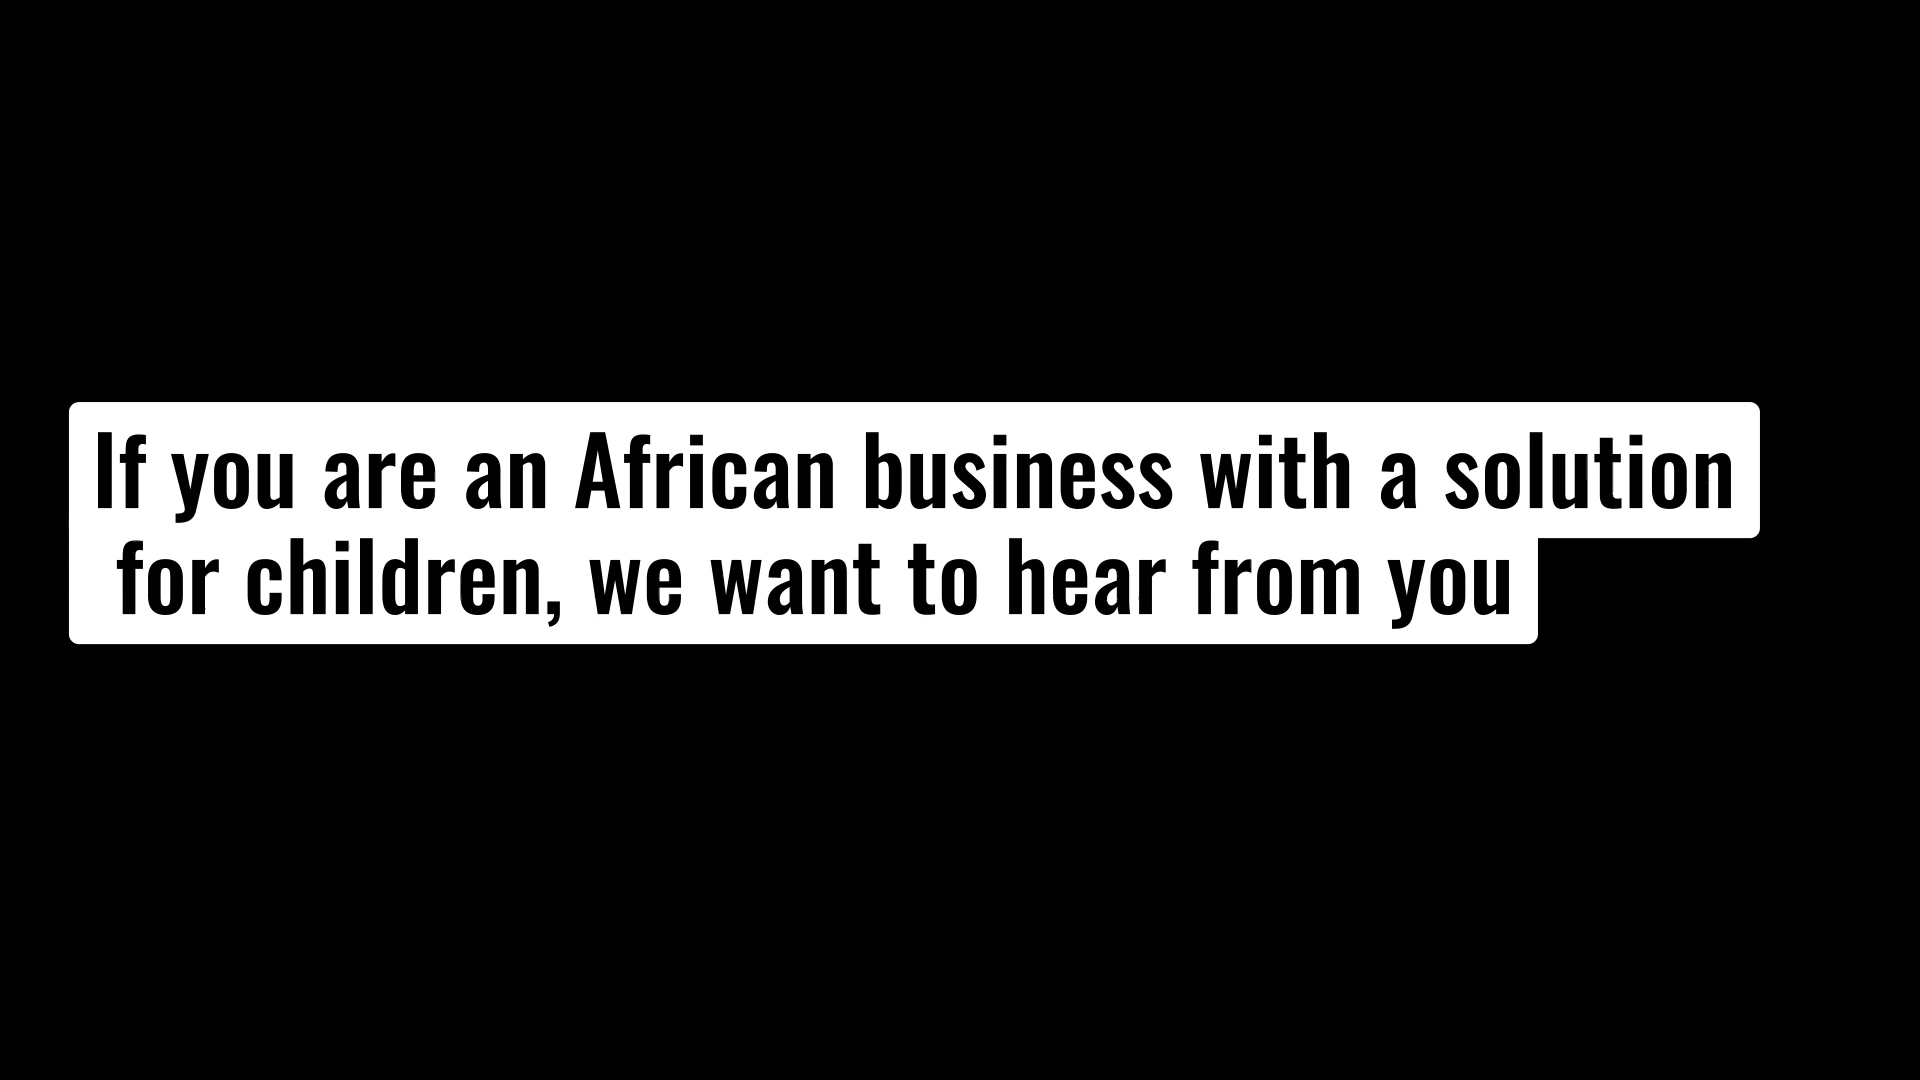 If you are an African business with a solution
for children, we want to hear from you